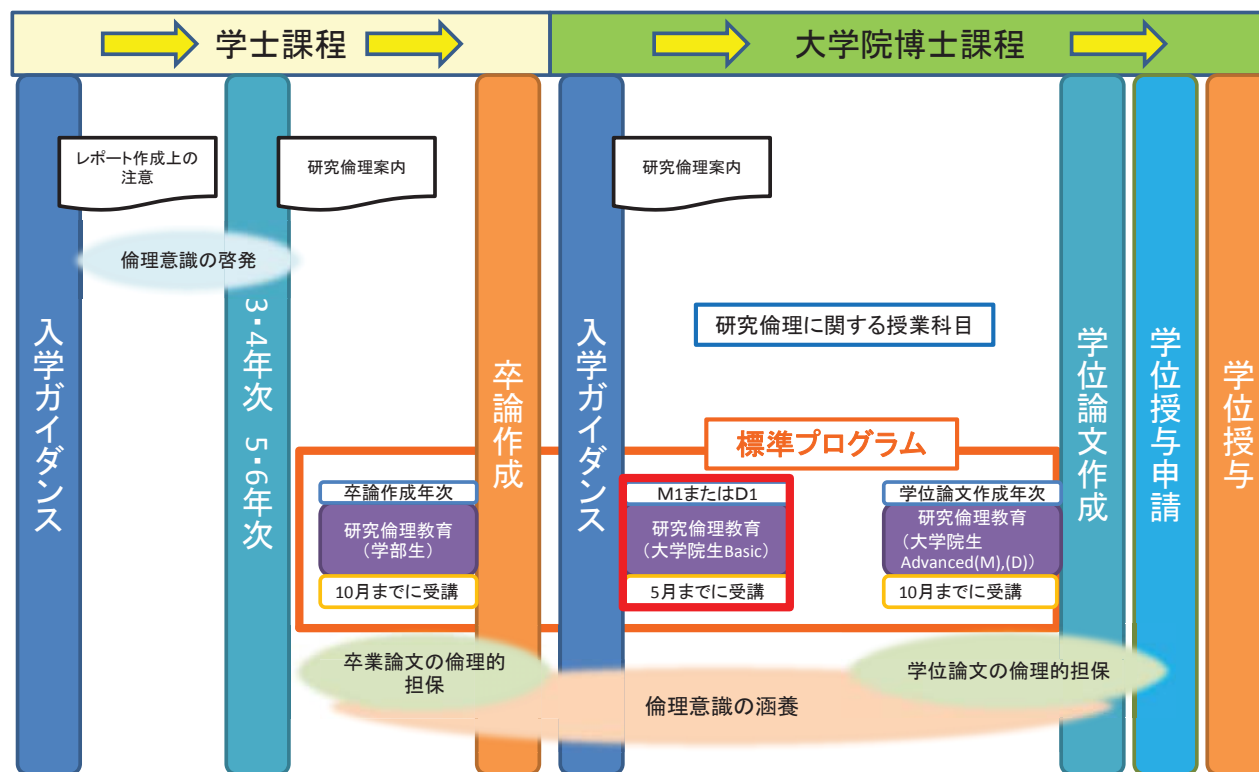 学士課程
大学院博士課程
レポート作成上の
注意
研究倫理案内
研究倫理案内
倫理意識の啓発
入学ガイダンス
3・4年次 5・6年次
卒論作成
入学ガイダンス
研究倫理に関する授業科目
学位論文作成
学位授与申請
学位授与
標準プログラム
卒論作成年次
研究倫理教育
(学部生)
10月までに受講
M1またはD1
研究倫理教育
(大学院生Basic)
5月までに受講
学位論文作成年次
研究倫理教育
(大学院生
Advanced(M),(D))
10月までに受講
卒業論文の倫理的
担保
学位論文の倫理的担保
倫理意識の涵養